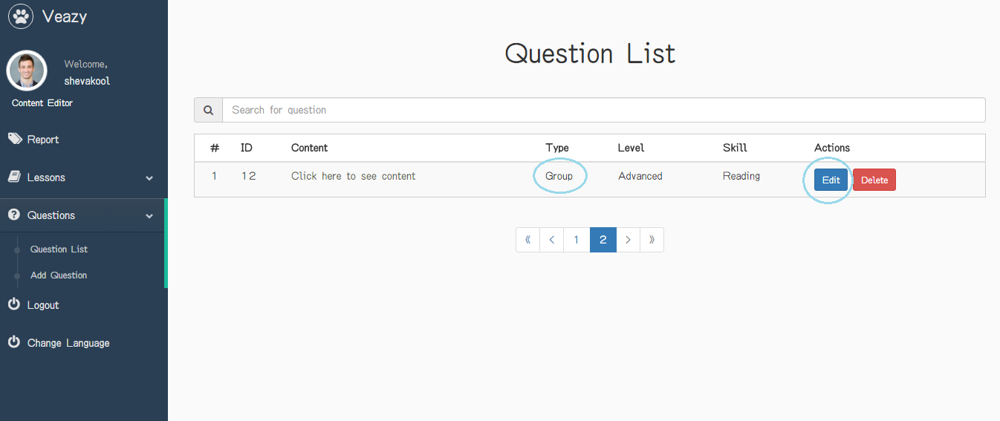 Veazy
Welcome,
shevakool
Content Editor
Report
Lessons
Questions
Question List
Add Question
Logout
Change Language
Question List
Search for question
# ID Content Type Level Skill Actions
1 12 Click here to see content Group Advanced Reading Edit Delete
« < 1 2 > »